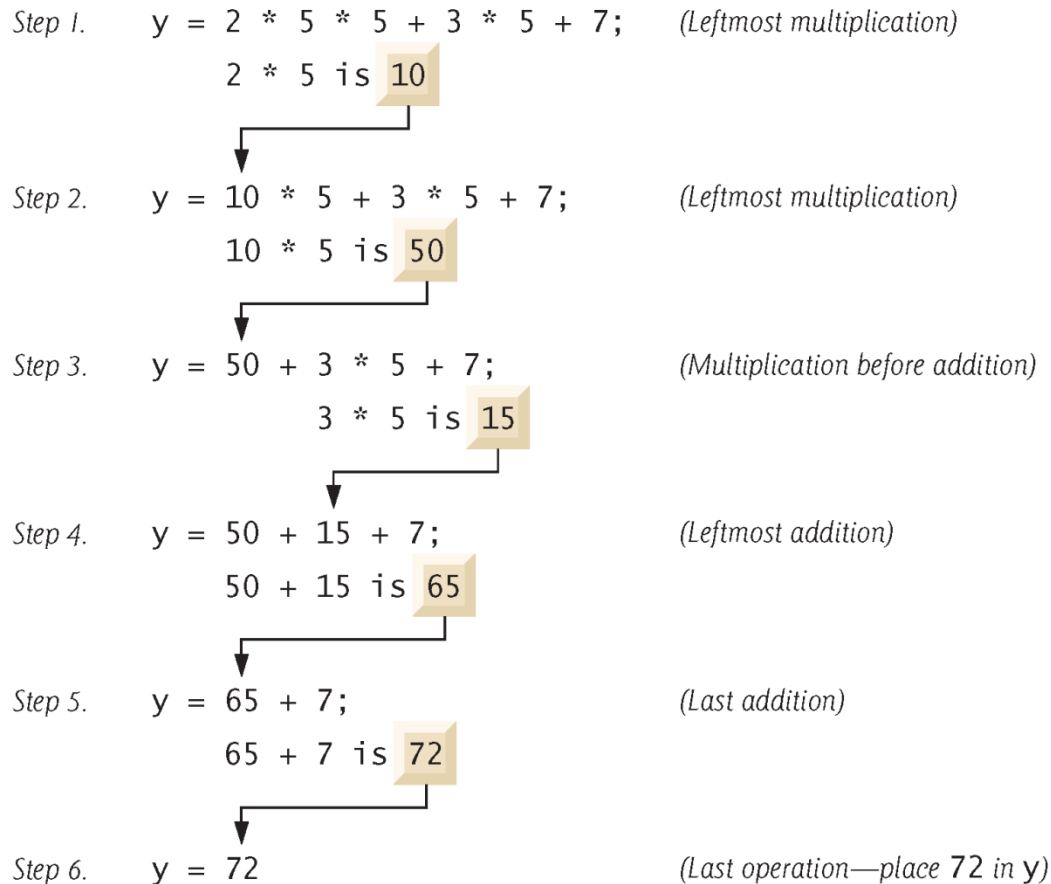 Step 1. y = 2 * 5 * 5 + 3 * 5 + 7; (Leftmost multiplication)
2 * 5 is 10
Step 2. y = 10 * 5 + 3 * 5 + 7; (Leftmost multiplication)
10 * 5 is 50
Step 3. y = 50 + 3 * 5 + 7; (Multiplication before addition)
3 * 5 is 15
Step 4. y = 50 + 15 + 7; (Leftmost addition)
50 + 15 is 65
Step 5. y = 65 + 7; (Last addition)
65 + 7 is 72
Step 6. y = 72 (Last operation—place 72 in y)